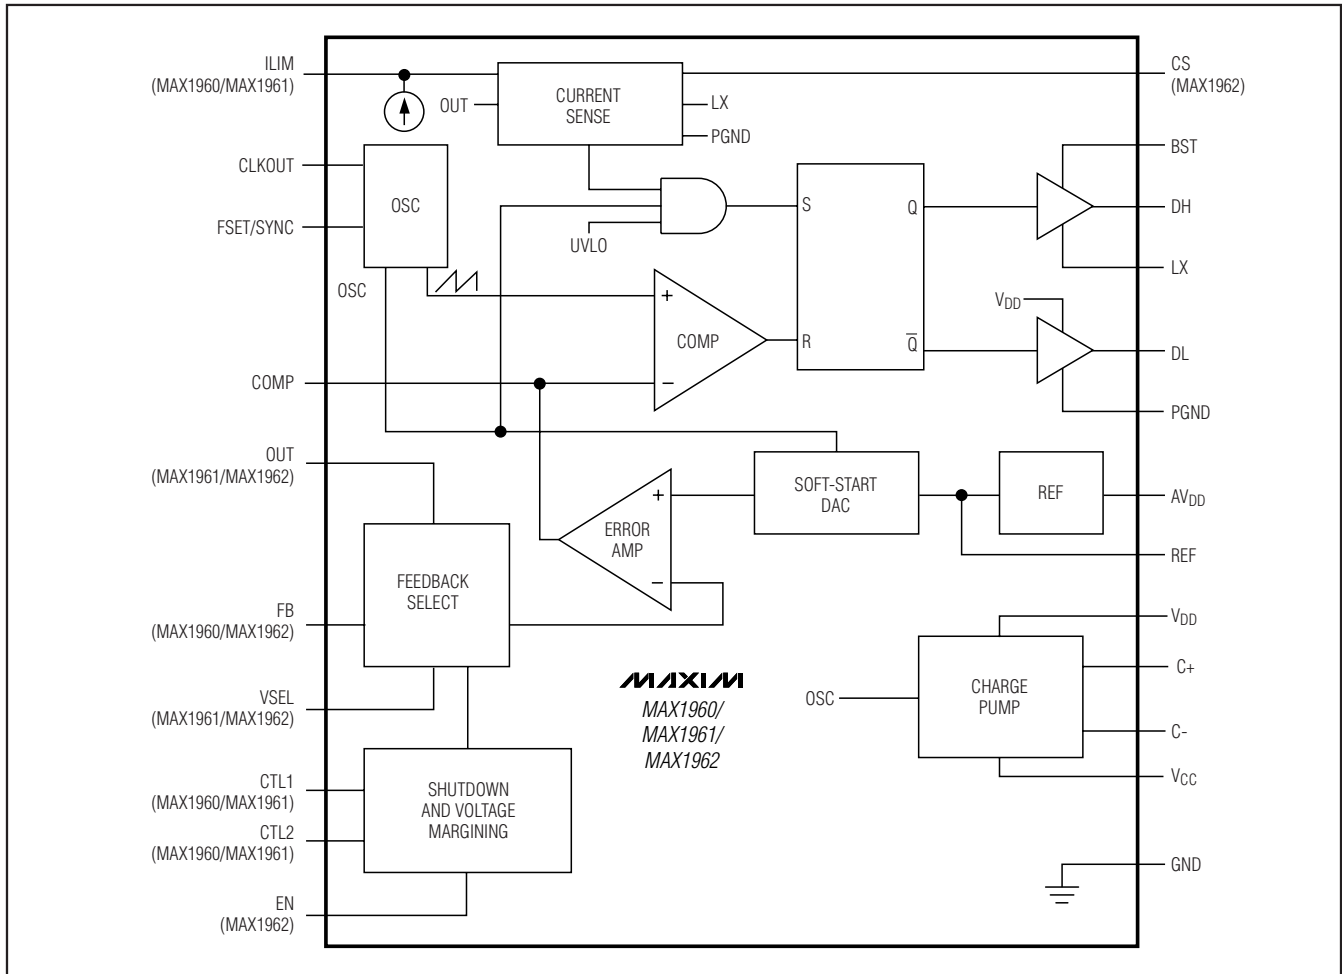 ILIM
(MAX1960/MAX1961)
CLKOUT
FSET/SYNC
COMP
OUT
(MAX1961/MAX1962)
FB
(MAX1960/MAX1962)
VSEL
(MAX1961/MAX1962)
CTL1
(MAX1960/MAX1961)
CTL2
(MAX1960/MAX1961)
EN
(MAX1962)
OUT
CURRENT
SENSE
LX
PGND
OSC
OSC
UVLO
S
R
Q
Q̅
+
COMP
−
VDD
+
ERROR
AMP
−
SOFT-START
DAC
REF
FEEDBACK
SELECT
SHUTDOWN
AND VOLTAGE
MARGINING
MAXIM
MAX1960/
MAX1961/
MAX1962
OSC
CHARGE
PUMP
CS
(MAX1962)
BST
DH
LX
DL
PGND
AVDD
REF
VDD
C+
C-
VCC
GND